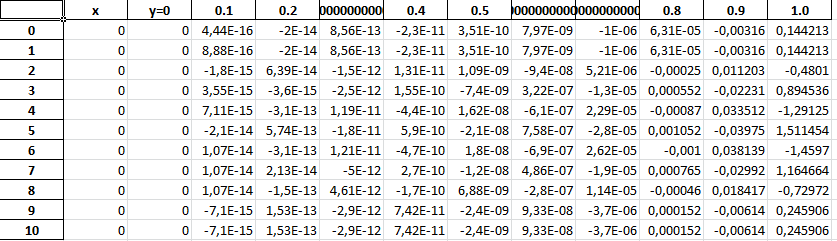 x y=0 0.1 0.2 0000000000 0.4 0.5 000000000 000000000 0.8 0.9 1.0
0 0 0 4,44E-16 -2E-14 8,56E-13 -2,3E-11 3,51E-10 7,97E-09 -1E-06 6,31E-05 -0,00316 0,144213
1 0 0 8,88E-16 -2E-14 8,56E-13 -2,3E-11 3,51E-10 7,97E-09 -1E-06 6,31E-05 -0,00316 0,144213
2 0 0 -1,8E-15 6,39E-14 -1,5E-12 1,31E-11 1,09E-09 -9,4E-08 5,21E-06 -0,00025 0,011203 -0,4801
3 0 0 3,55E-15 -3,6E-15 -2,5E-12 1,55E-10 -7,4E-09 3,22E-07 -1,3E-05 0,000552 -0,02231 0,894536
4 0 0 7,11E-15 -3,1E-13 1,19E-11 -4,4E-10 1,62E-08 -6,1E-07 2,29E-05 -0,00087 0,033512 -1,29125
5 0 0 -2,1E-14 5,74E-13 -1,8E-11 5,9E-10 -2,1E-08 7,58E-07 -2,8E-05 0,001052 -0,03975 1,511454
6 0 0 1,07E-14 -3,1E-13 1,21E-11 -4,7E-10 1,8E-08 -6,9E-07 2,62E-05 -0,001 0,038139 -1,4597
7 0 0 1,07E-14 2,13E-14 -5E-12 2,7E-10 -1,2E-08 4,86E-07 -1,9E-05 0,000765 -0,02992 1,164664
8 0 0 1,07E-14 -1,5E-13 4,61E-12 -1,7E-10 6,88E-09 -2,8E-07 1,14E-05 -0,00046 0,018417 -0,72972
9 0 0 -7,1E-15 1,53E-13 -2,9E-12 7,42E-11 -2,4E-09 9,33E-08 -3,7E-06 0,000152 -0,00614 0,245906
10 0 0 -7,1E-15 1,53E-13 -2,9E-12 7,42E-11 -2,4E-09 9,33E-08 -3,7E-06 0,000152 -0,00614 0,245906